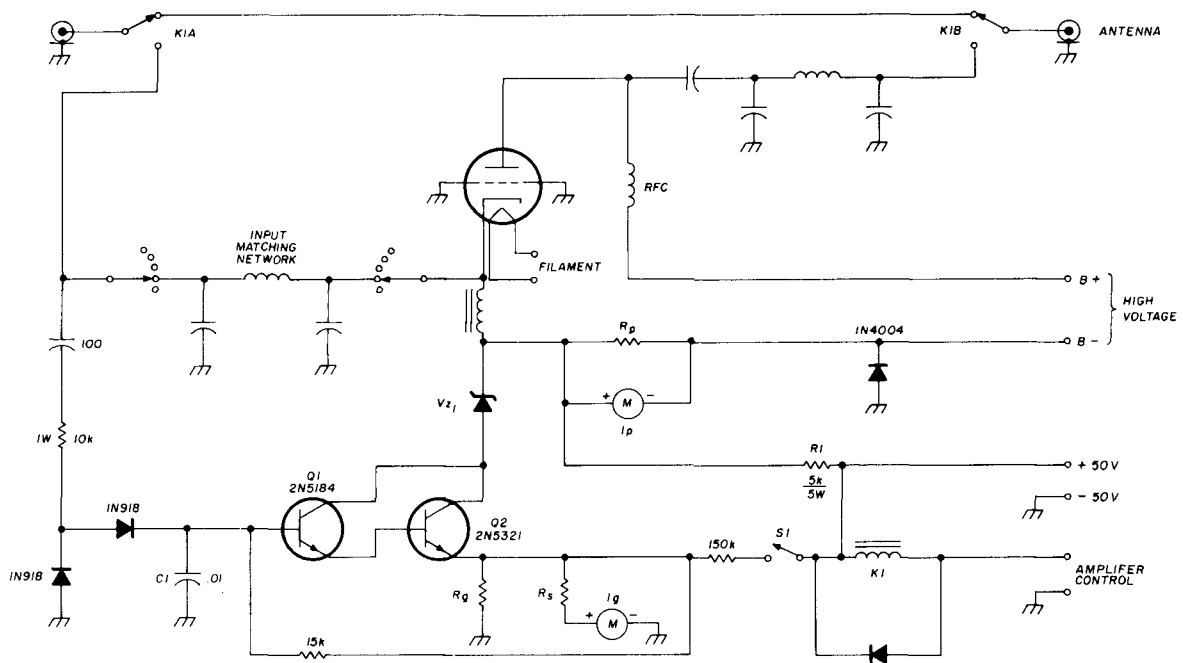 K1A
K1B
ANTENNA
RFC
INPUT
MATCHING
NETWORK
FILAMENT
B+
HIGH
VOLTAGE
B-
Rp
1N4004
100
+ M -
Ip
Vz1
1W 10k
R1
5k
5W
+50V
-50V
Q1
2N5184
Q2
2N5321
1N918
S1
150k
1N918
C1 .01
Rg
Rs
Ig
+ M -
K1
AMPLIFER
CONTROL
15k